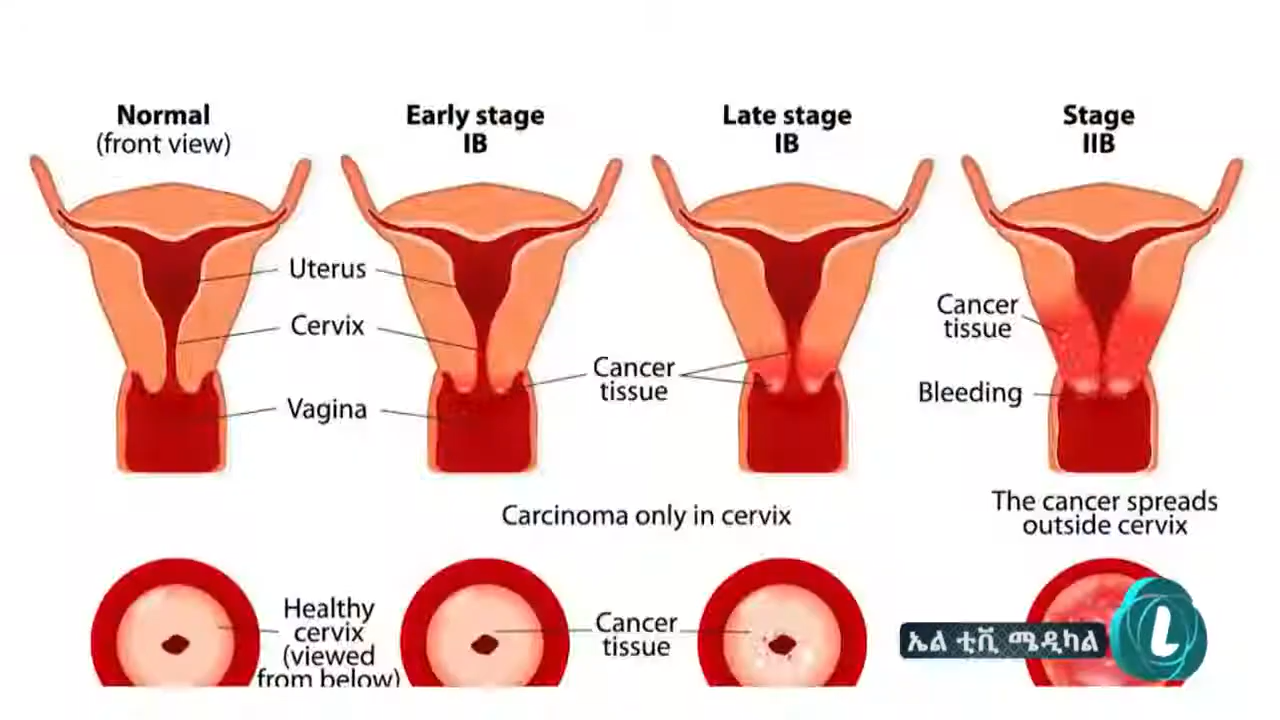 Normal
(front view)
Early stage
IB
Late stage
IB
Stage
IIB
Uterus
Cervix
Vagina
Cancer
tissue
Cancer
tissue
Bleeding
Carcinoma only in cervix
The cancer spreads
outside cervix
Healthy
cervix
(viewed
from below)
Cancer
tissue
ኤል ቲቪ ሜዲካል
L